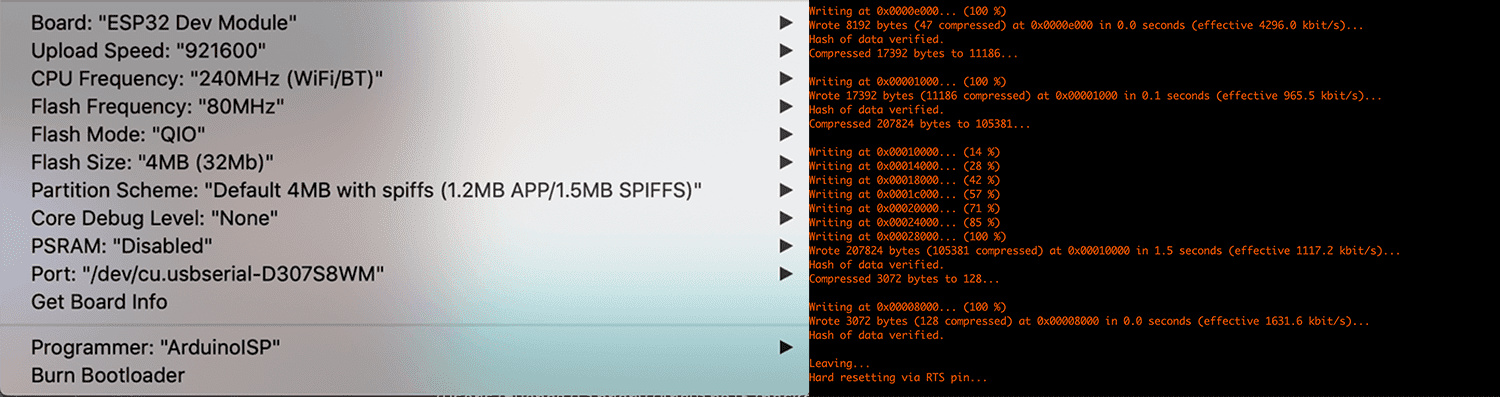 Board: "ESP32 Dev Module"
Upload Speed: "921600"
CPU Frequency: "240MHz (WiFi/BT)"
Flash Frequency: "80MHz"
Flash Mode: "QIO"
Flash Size: "4MB (32Mb)"
Partition Scheme: "Default 4MB with spiffs (1.2MB APP/1.5MB SPIFFS)"
Core Debug Level: "None"
PSRAM: "Disabled"
Port: "/dev/cu.usbserial-D307S8WM"
Get Board Info
Programmer: "ArduinoISP"
Burn Bootloader
Writing at 0x0000e000... (100 %)
Wrote 8192 bytes (47 compressed) at 0x0000e000 in 0.0 seconds (effective 4296.0 kbit/s)...
Hash of data verified.
Compressed 17392 bytes to 11186...
Writing at 0x00001000... (100 %)
Wrote 17392 bytes (11186 compressed) at 0x00001000 in 0.1 seconds (effective 965.5 kbit/s)...
Hash of data verified.
Compressed 207824 bytes to 105381...
Writing at 0x00010000... (14 %)
Writing at 0x00014000... (28 %)
Writing at 0x00018000... (42 %)
Writing at 0x0001c000... (57 %)
Writing at 0x00020000... (71 %)
Writing at 0x00024000... (85 %)
Writing at 0x00028000... (100 %)
Wrote 207824 bytes (105381 compressed) at 0x00010000 in 1.5 seconds (effective 1117.2 kbit/s)...
Hash of data verified.
Compressed 3072 bytes to 128...
Writing at 0x00008000... (100 %)
Wrote 3072 bytes (128 compressed) at 0x00008000 in 0.0 seconds (effective 1631.6 kbit/s)...
Hash of data verified.
Leaving...
Hard resetting via RTS pin...